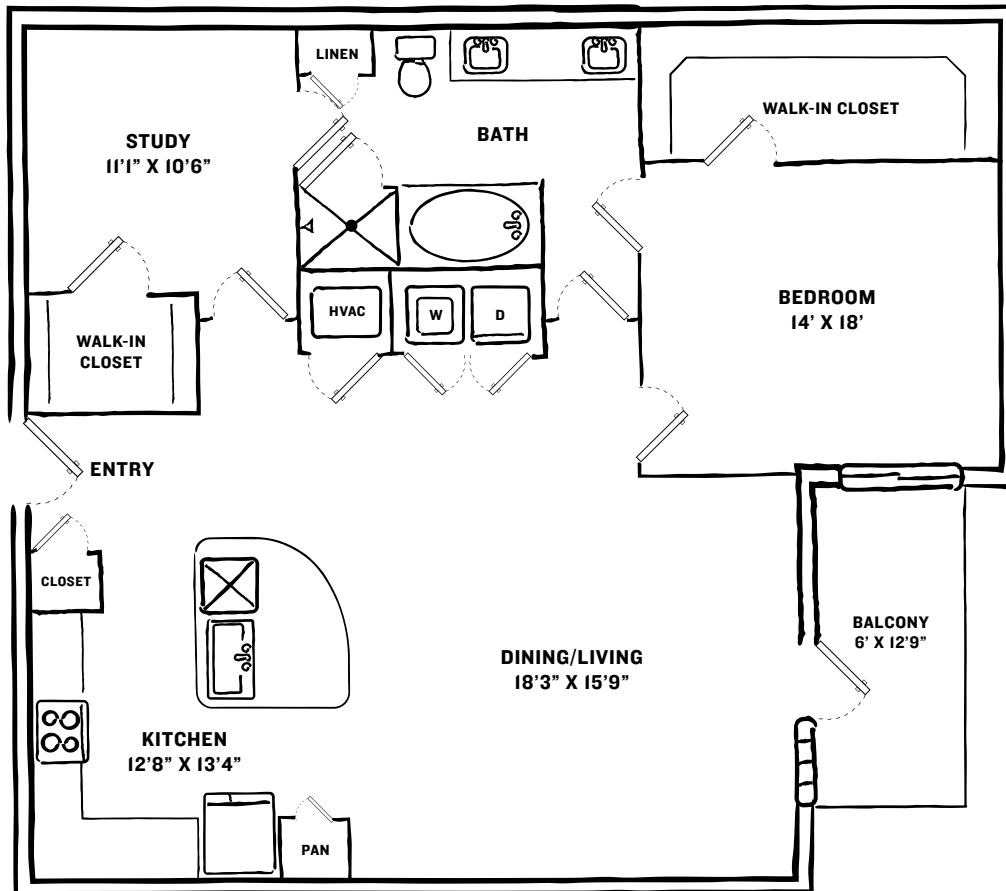 LINEN
STUDY
11'1" X 10'6"
BATH
WALK-IN CLOSET
BEDROOM
14' X 18'
HVAC
W
D
WALK-IN
CLOSET
ENTRY
CLOSET
BALCONY
6' X 12'9"
DINING/LIVING
18'3" X 15'9"
KITCHEN
12'8" X 13'4"
PAN